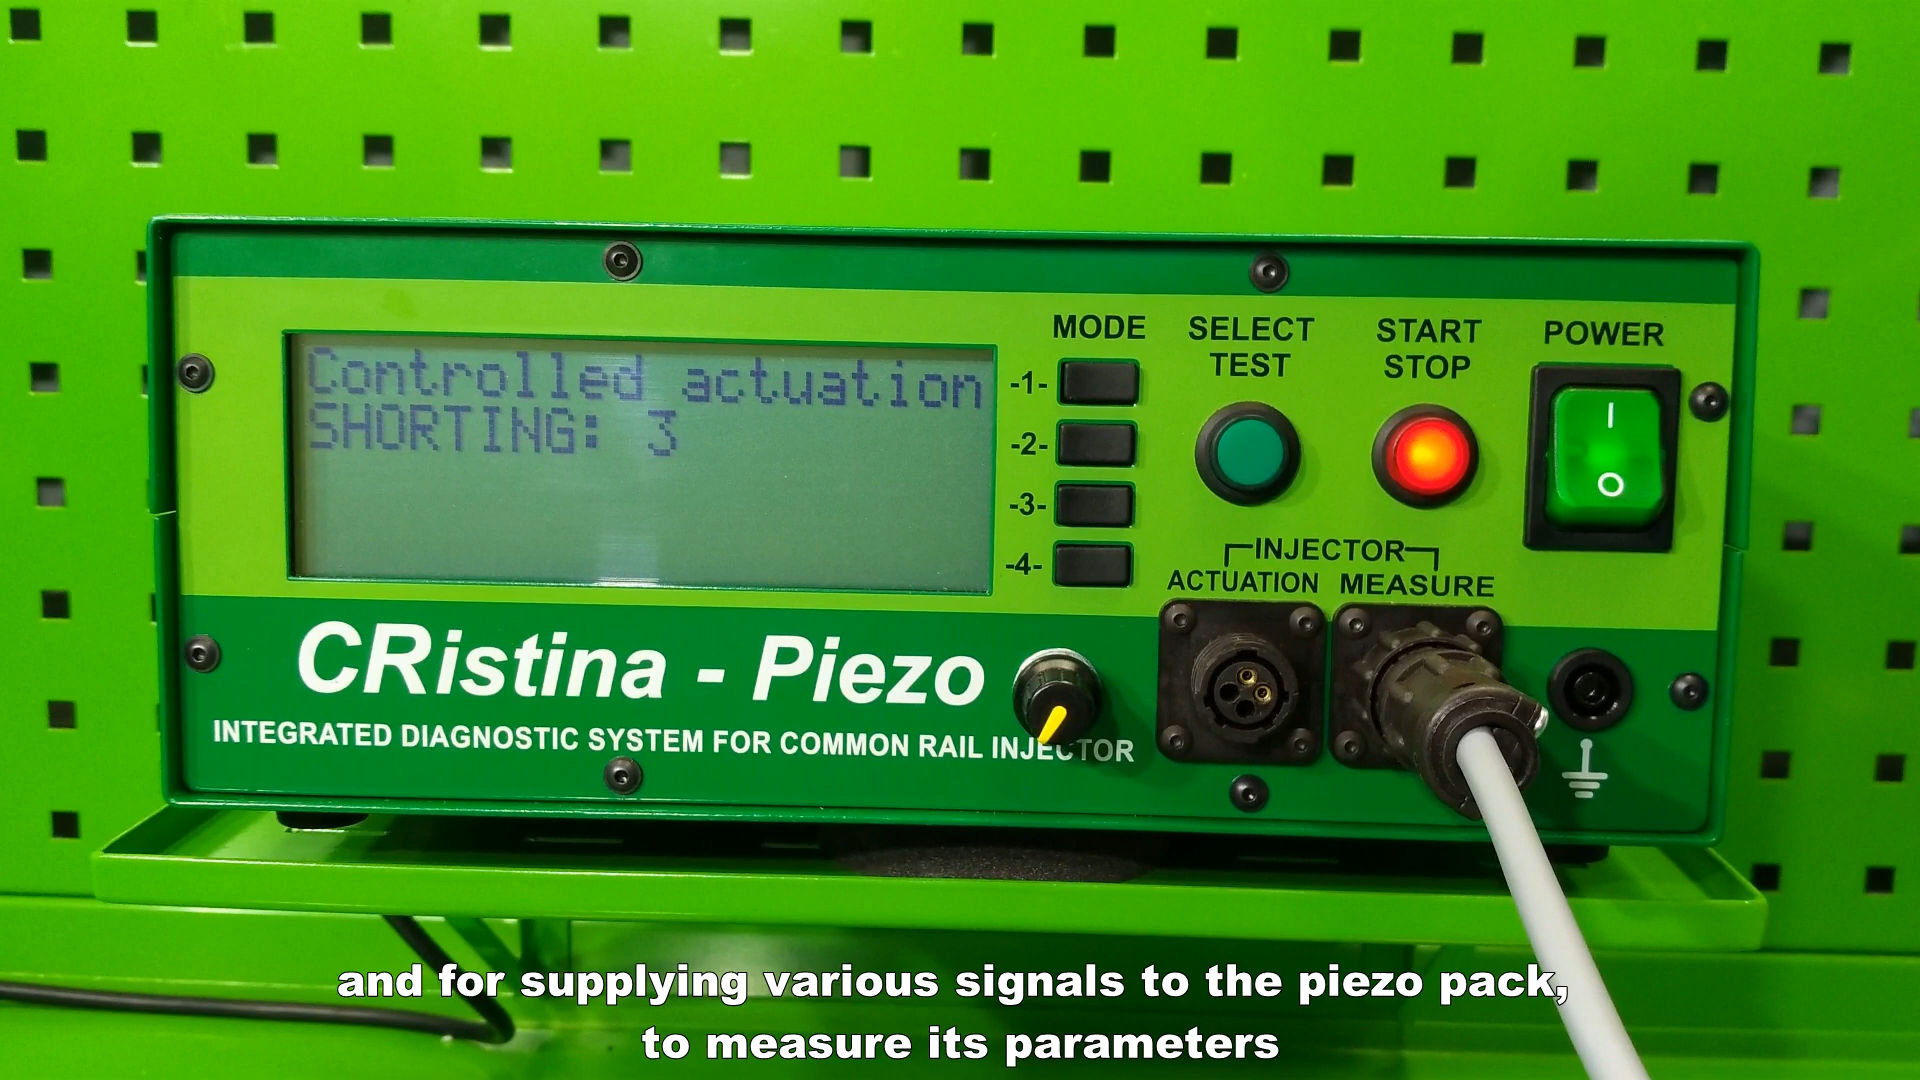 Controlled actuation
SHORTING: 3
MODE
-1-
-2-
-3-
-4-
SELECT
TEST
START
STOP
POWER
I
O
INJECTOR
ACTUATION MEASURE
CRistina - Piezo
INTEGRATED DIAGNOSTIC SYSTEM FOR COMMON RAIL INJECTOR
and for supplying various signals to the piezo pack,
to measure its parameters